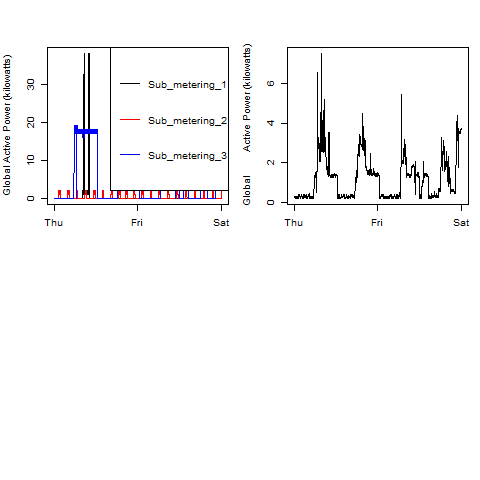 Global Active Power (kilowatts)
0 10 20 30
Thu Fri Sat
Sub_metering_1
Sub_metering_2
Sub_metering_3
Global Active Power (kilowatts)
0 2 4 6
Thu Fri Sat